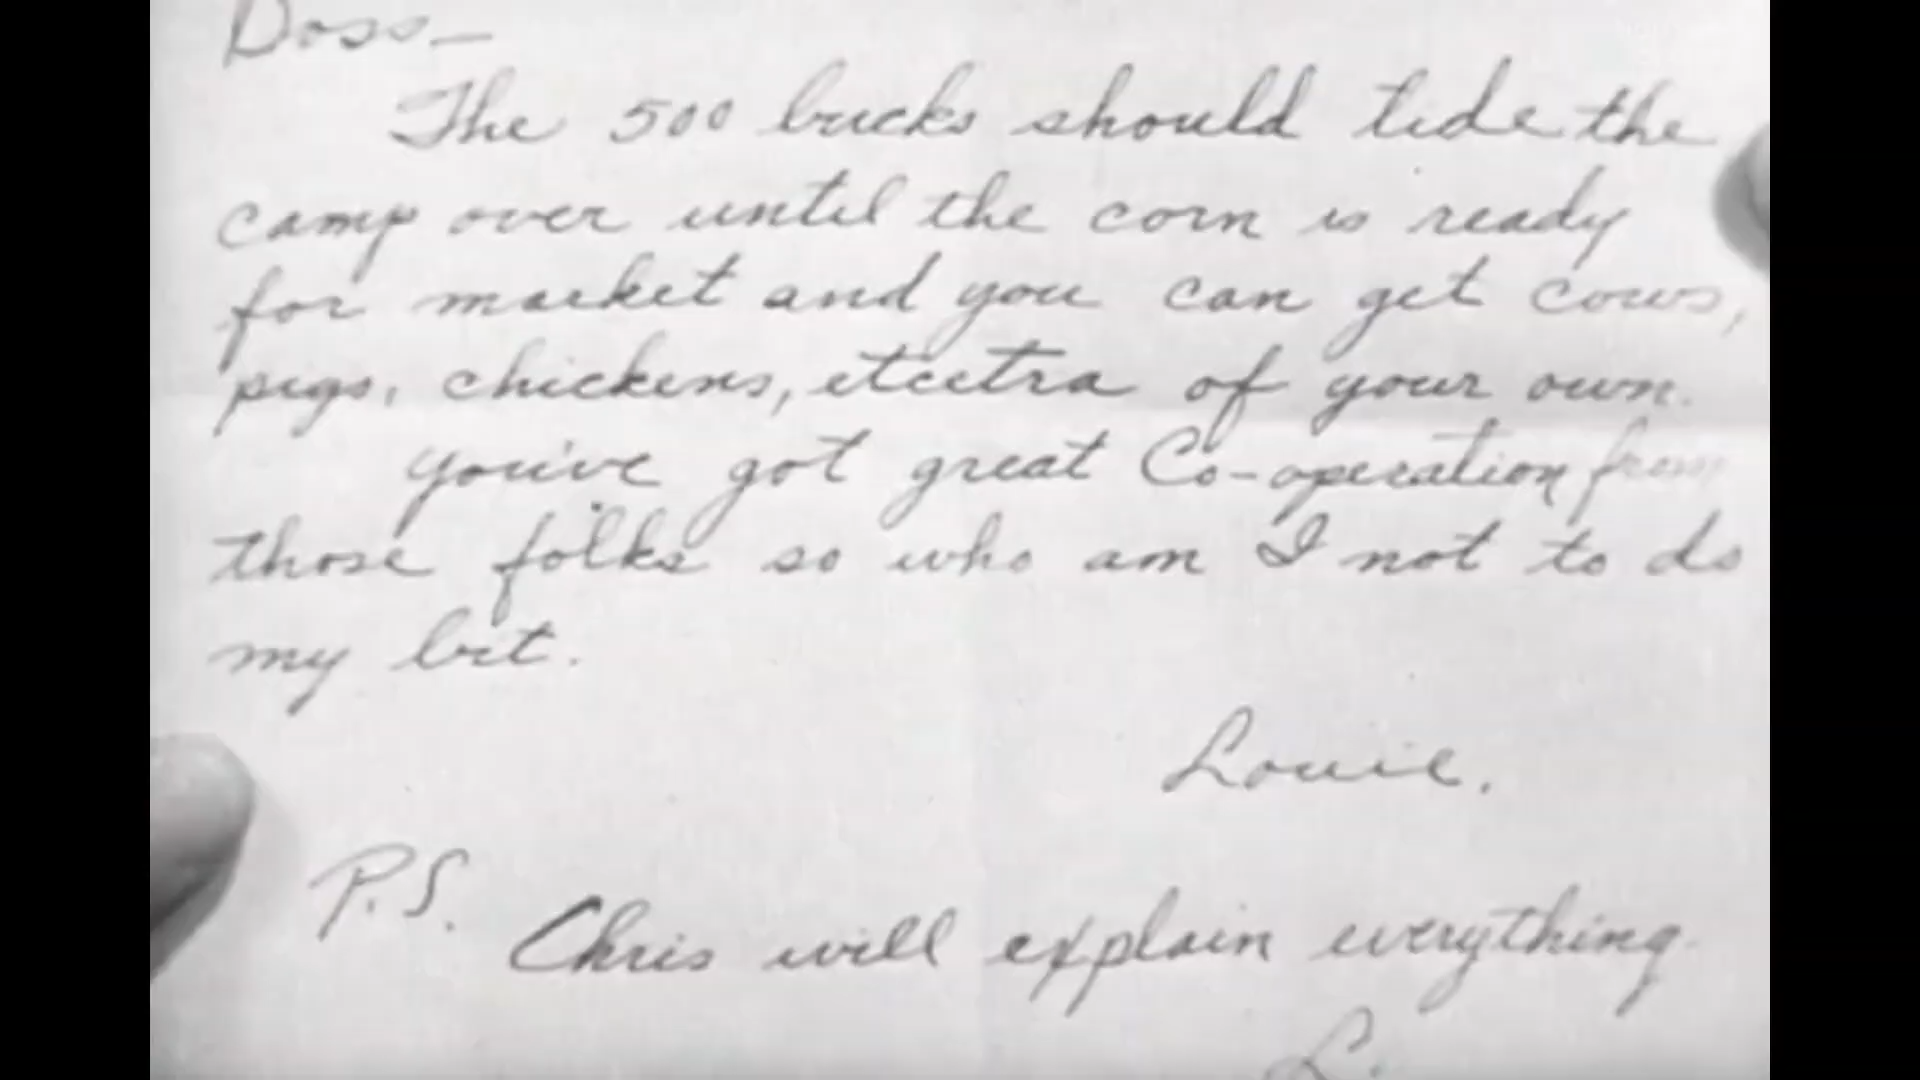 Boss—
The 500 bucks should tide the
camp over until the corn is ready
for market and you can get cows,
pigs, chickens, etcetra of your own.
You've got great Co-operation from
those folks so who am I not to do
my bit.
Louie.
P.S.
Chris will explain everything.
L.